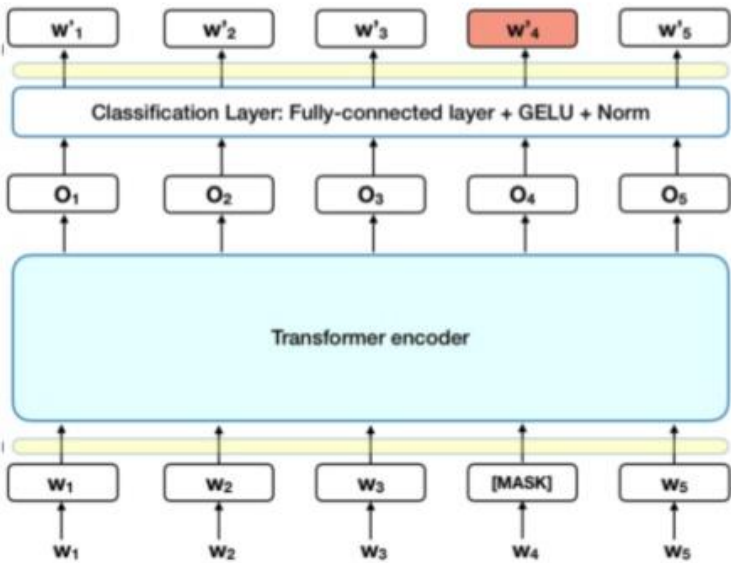 w'₁ w'₂ w'₃ w'₄ w'₅
Classification Layer: Fully-connected layer + GELU + Norm
O₁ O₂ O₃ O₄ O₅
Transformer encoder
W₁ W₂ W₃ [MASK] W₅
W₁ W₂ W₃ W₄ W₅